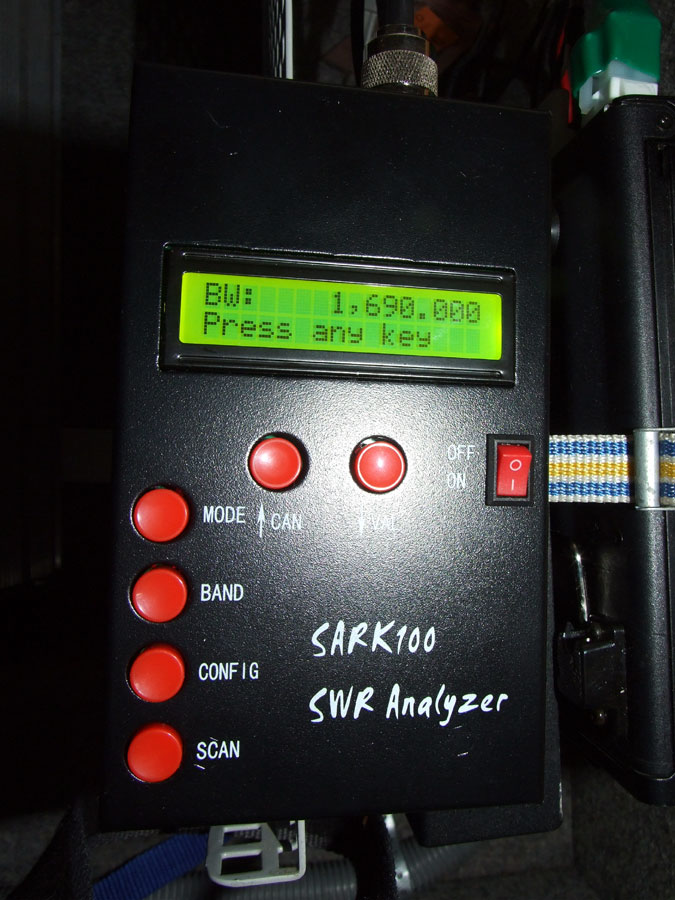 BW: 1,690.000
Press any key
OFF
ON
MODE
CAN
VAL
BAND
SARK100
CONFIG
SWR Analyzer
SCAN